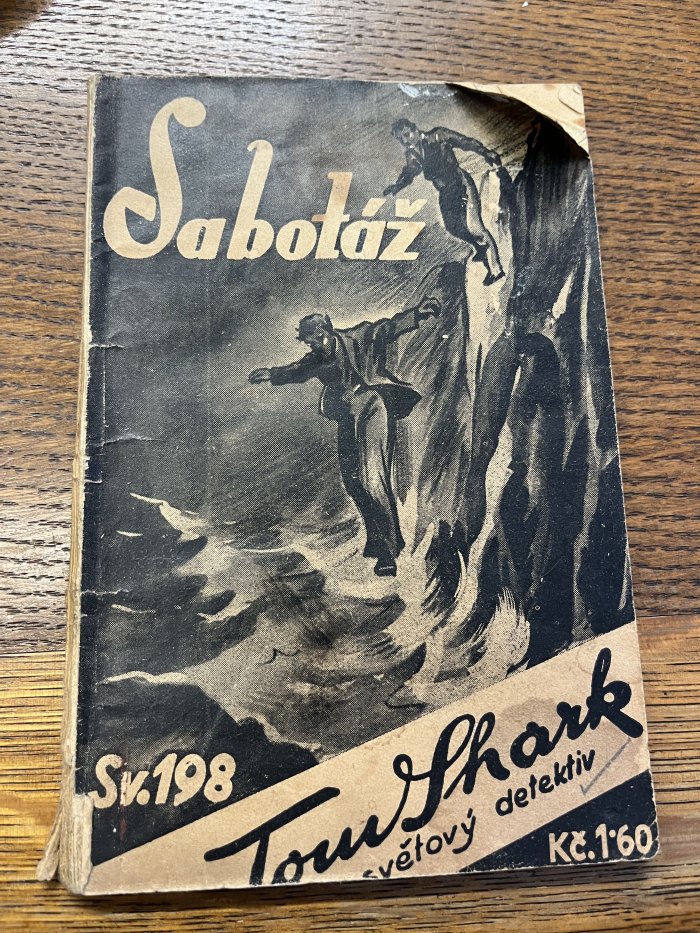 Sabotáž
Sv.198
Tom Shark
světový detektiv
Kč.1·60